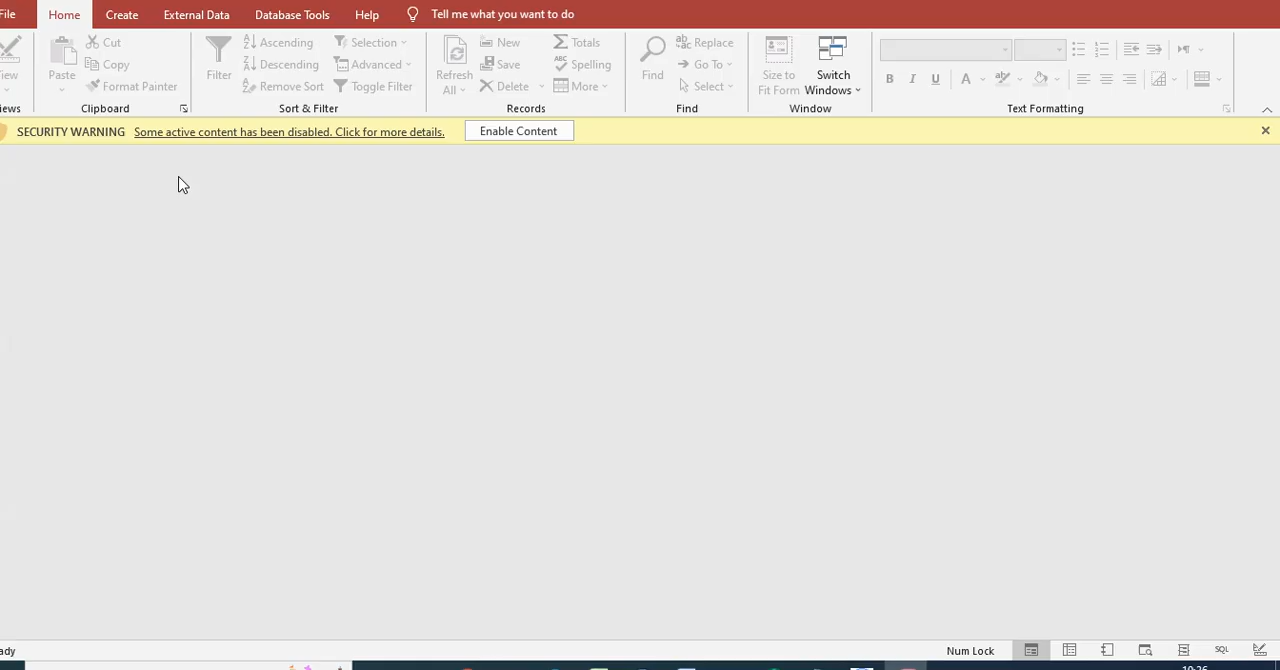 File Home Create External Data Database Tools Help Tell me what you want to do
Cut Ascending Selection New Totals Replace
Copy Descending Advanced Save Spelling Go To
Format Painter Remove Sort Toggle Filter Delete More Select
Paste Filter Refresh All Find Size to Fit Form Switch Windows B I U A
Clipboard Sort & Filter Records Find Window Text Formatting
SECURITY WARNING Some active content has been disabled. Click for more details. Enable Content
ady Num Lock SQL